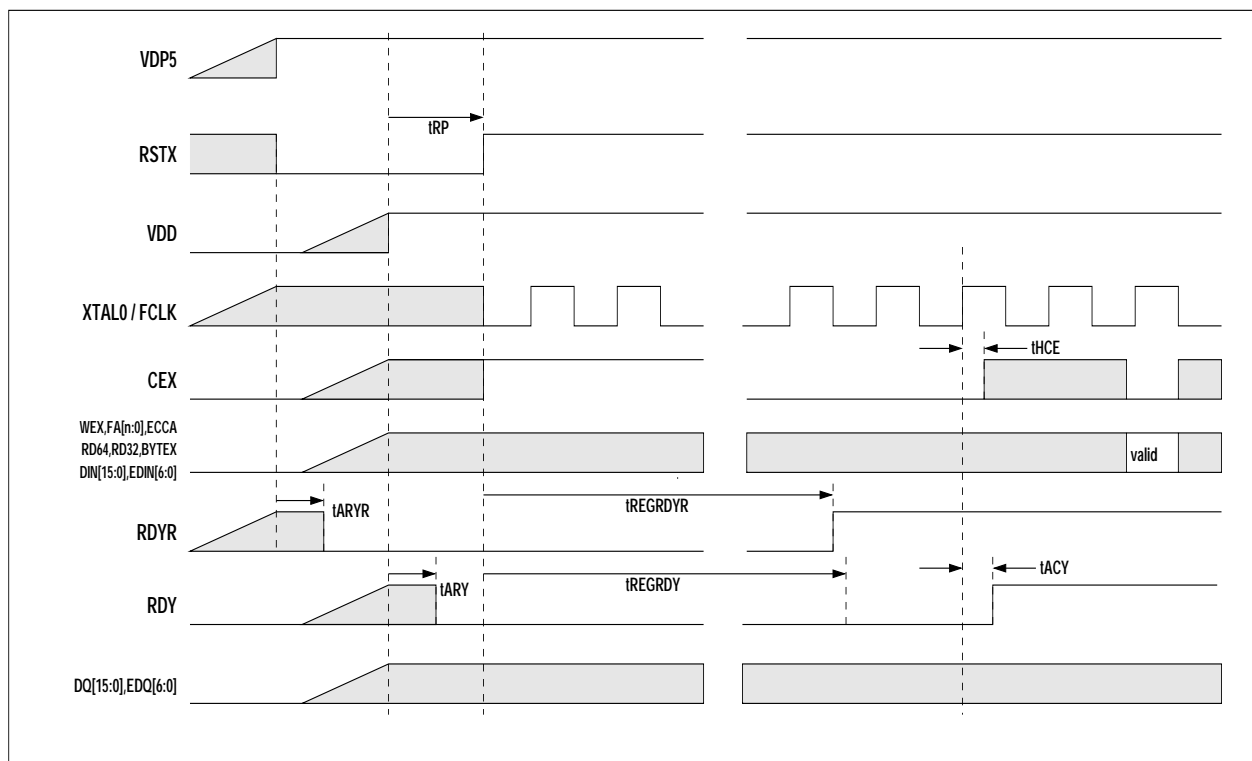 VDP5
tRP
RSTX
VDD
XTAL0 / FCLK
tHCE
CEX
WEX,FA[n:0],ECCA
RD64,RD32,BYTEX
valid
DIN[15:0],EDIN[6:0]
tARYR
tREGRDYR
RDYR
tARY
tREGRDY
tACY
RDY
DQ[15:0],EDQ[6:0]